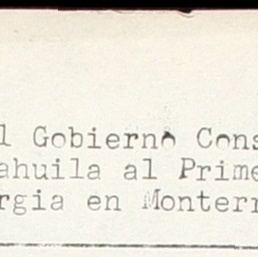 l Gobierno Cons
ahuila al Prime
rgia en Monterr